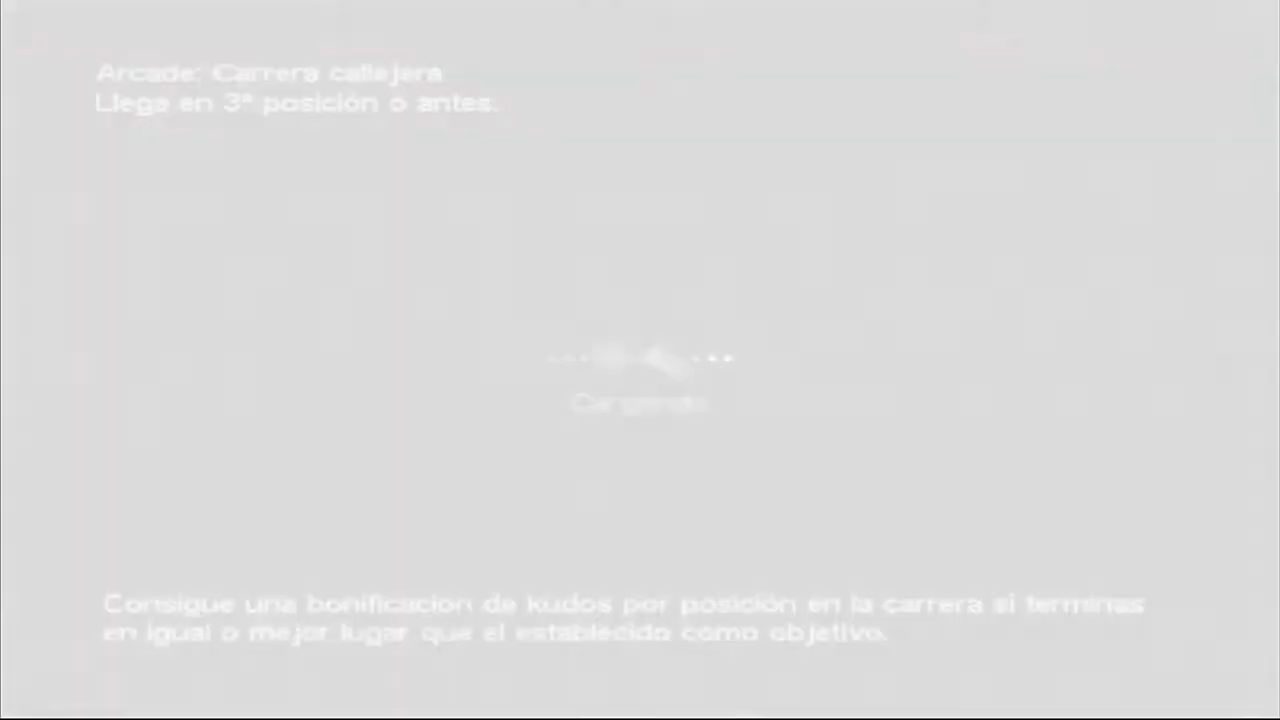 Arcade: Carrera callejera
Llega en 3ª posición o antes.
Cargando
Consigue una bonificación de kudos por posición en la carrera si terminas
en igual o mejor lugar que el establecido como objetivo.